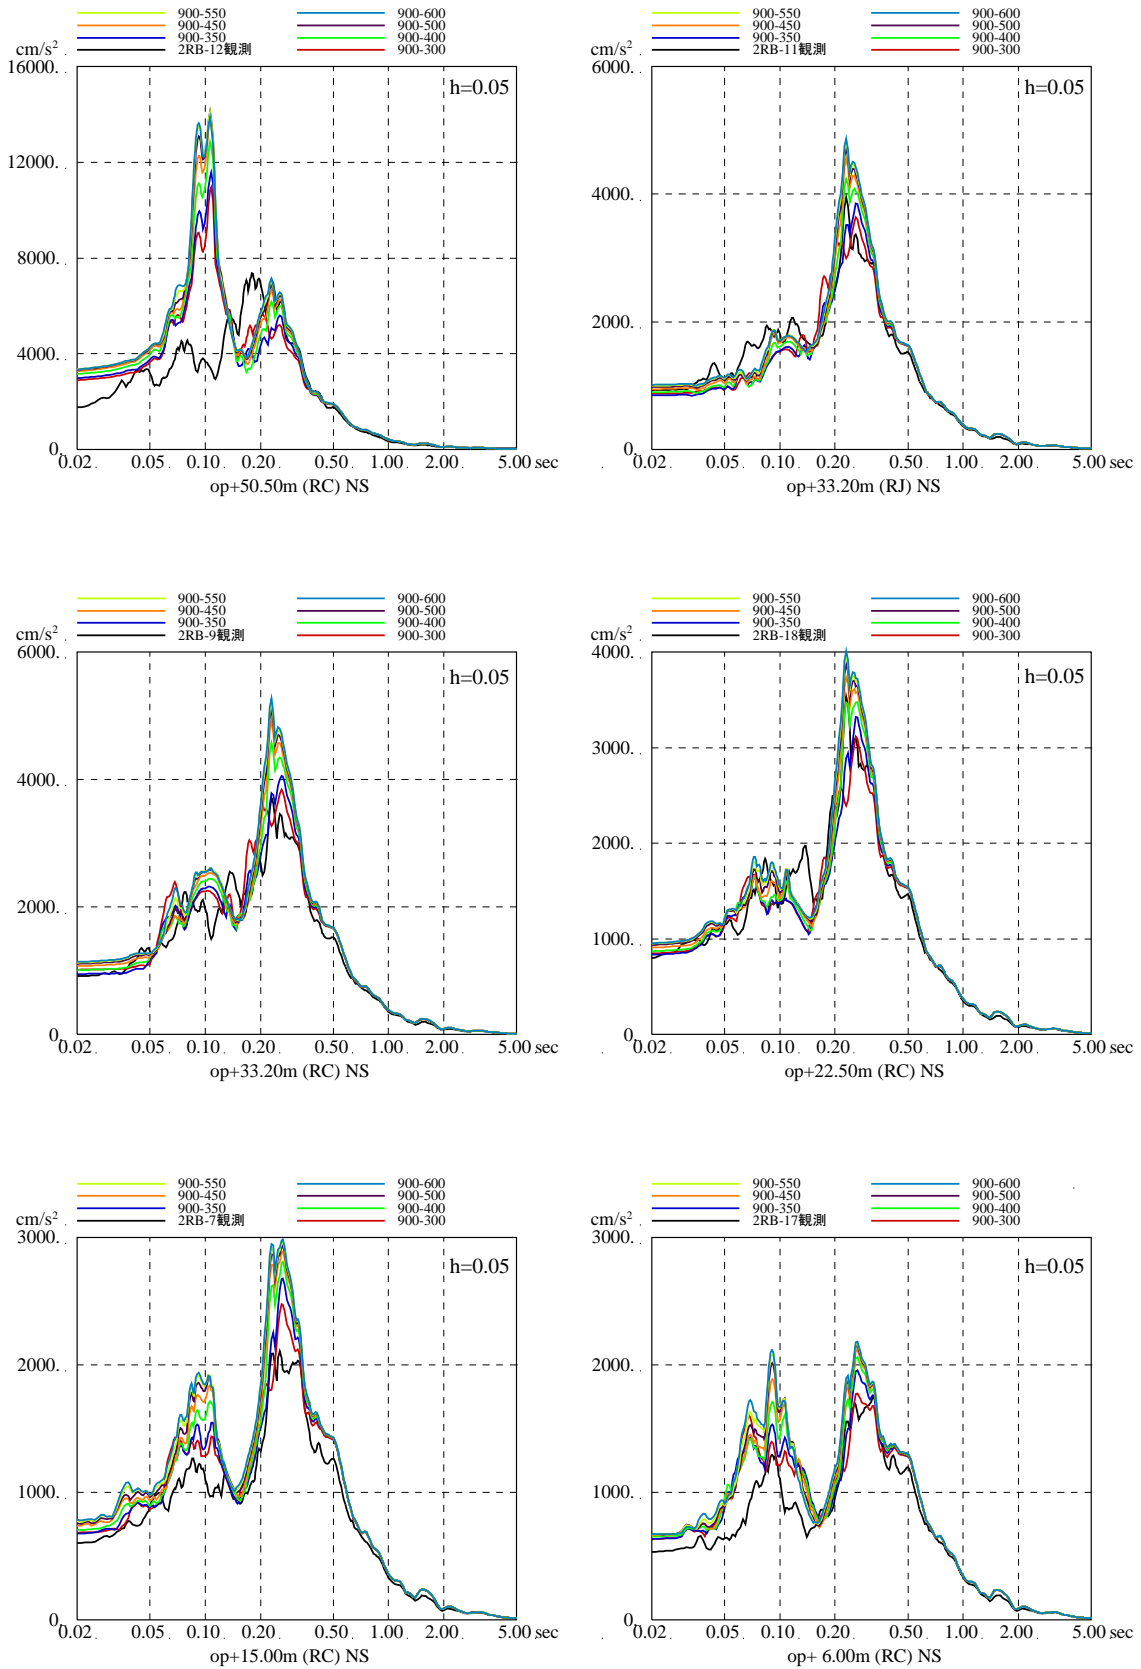 900-550 900-600
900-450 900-500
900-350 900-400
2RB-12観測 900-300
cm/s²
16000.
h=0.05
12000.
8000.
4000.
0.
0.02 0.05 0.10 0.20 0.50 1.00 2.00 5.00 sec
op+50.50m (RC) NS
900-550 900-600
900-450 900-500
900-350 900-400
2RB-11観測 900-300
cm/s²
6000.
h=0.05
4000.
2000.
0.
0.02 0.05 0.10 0.20 0.50 1.00 2.00 5.00 sec
op+33.20m (RJ) NS
900-550 900-600
900-450 900-500
900-350 900-400
2RB-9観測 900-300
cm/s²
6000.
h=0.05
4000.
2000.
0.
0.02 0.05 0.10 0.20 0.50 1.00 2.00 5.00 sec
op+33.20m (RC) NS
900-550 900-600
900-450 900-500
900-350 900-400
2RB-18観測 900-300
cm/s²
4000.
h=0.05
3000.
2000.
1000.
0.
0.02 0.05 0.10 0.20 0.50 1.00 2.00 5.00 sec
op+22.50m (RC) NS
900-550 900-600
900-450 900-500
900-350 900-400
2RB-7観測 900-300
cm/s²
3000.
h=0.05
2000.
1000.
0.
0.02 0.05 0.10 0.20 0.50 1.00 2.00 5.00 sec
op+15.00m (RC) NS
900-550 900-600
900-450 900-500
900-350 900-400
2RB-17観測 900-300
cm/s²
3000.
h=0.05
2000.
1000.
0.
0.02 0.05 0.10 0.20 0.50 1.00 2.00 5.00 sec
op+ 6.00m (RC) NS